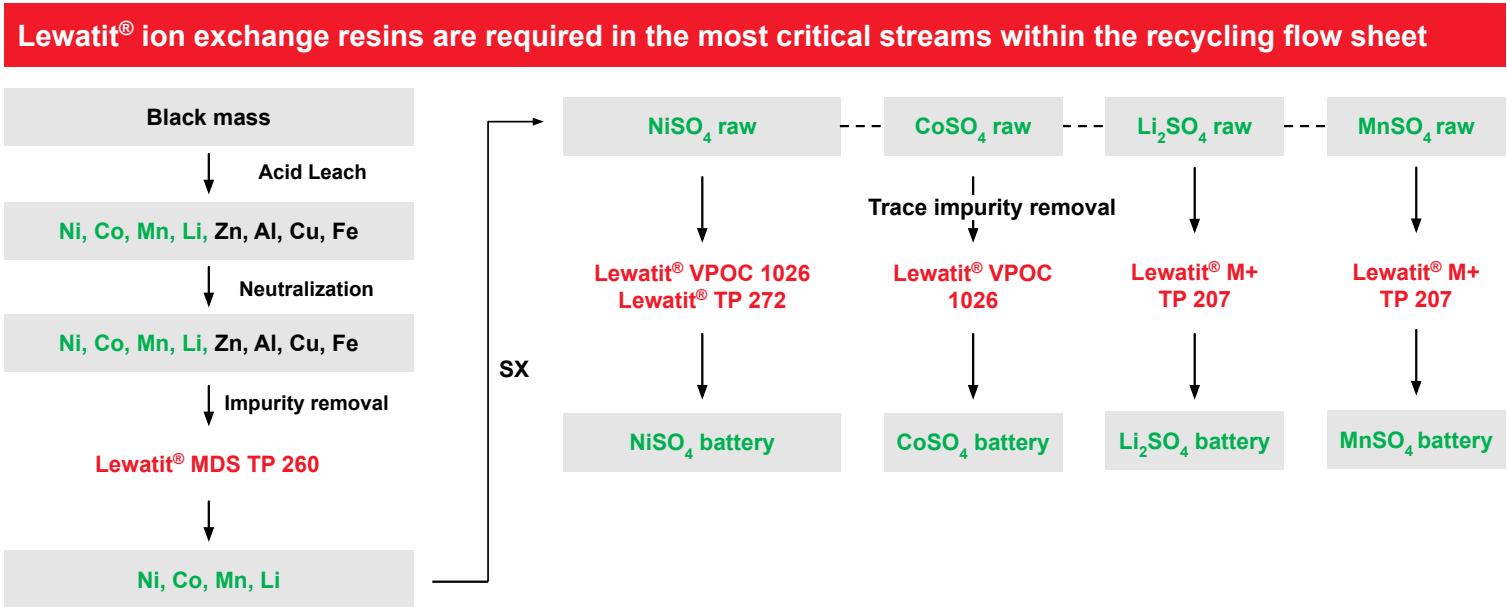 Lewatit® ion exchange resins are required in the most critical streams within the recycling flow sheet
Black mass
Acid Leach
Ni, Co, Mn, Li, Zn, Al, Cu, Fe
Neutralization
Ni, Co, Mn, Li, Zn, Al, Cu, Fe
Impurity removal
Lewatit® MDS TP 260
Ni, Co, Mn, Li
SX
NiSO₄ raw
CoSO₄ raw
Li₂SO₄ raw
MnSO₄ raw
Trace impurity removal
Lewatit® VPOC 1026
Lewatit® TP 272
Lewatit® VPOC
1026
Lewatit® M+
TP 207
Lewatit® M+
TP 207
NiSO₄ battery
CoSO₄ battery
Li₂SO₄ battery
MnSO₄ battery